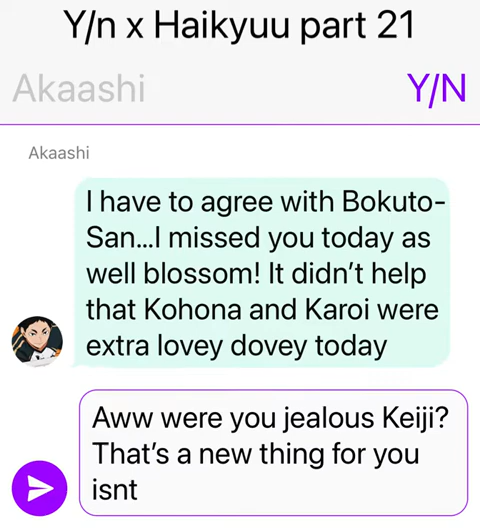 Y/n x Haikyuu part 21
Akaashi
Y/N
Akaashi
I have to agree with Bokuto-
San...I missed you today as
well blossom! It didn't help
that Kohona and Karoi were
extra lovey dovey today
Aww were you jealous Keiji?
That's a new thing for you
isnt